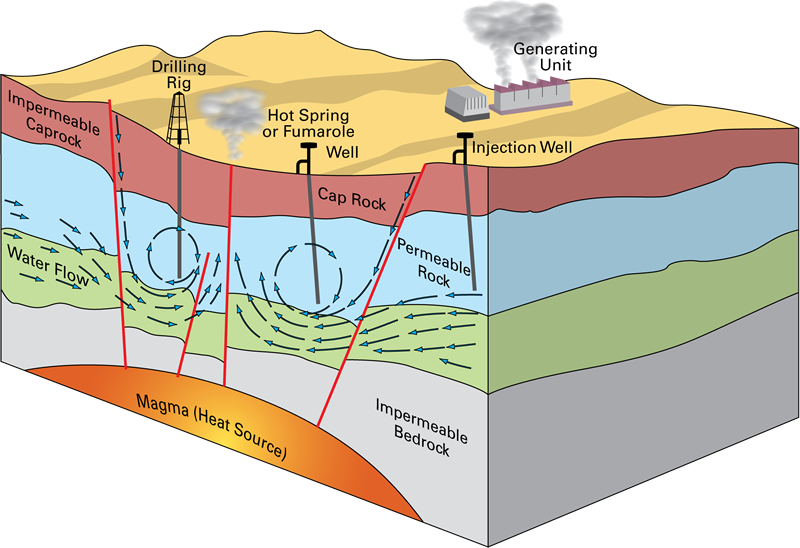 Generating
Unit
Drilling
Rig
Impermeable
Caprock
Hot Spring
or Fumarole
Well
Injection Well
Cap Rock
Permeable
Rock
Water Flow
Magma (Heat Source)
Impermeable
Bedrock